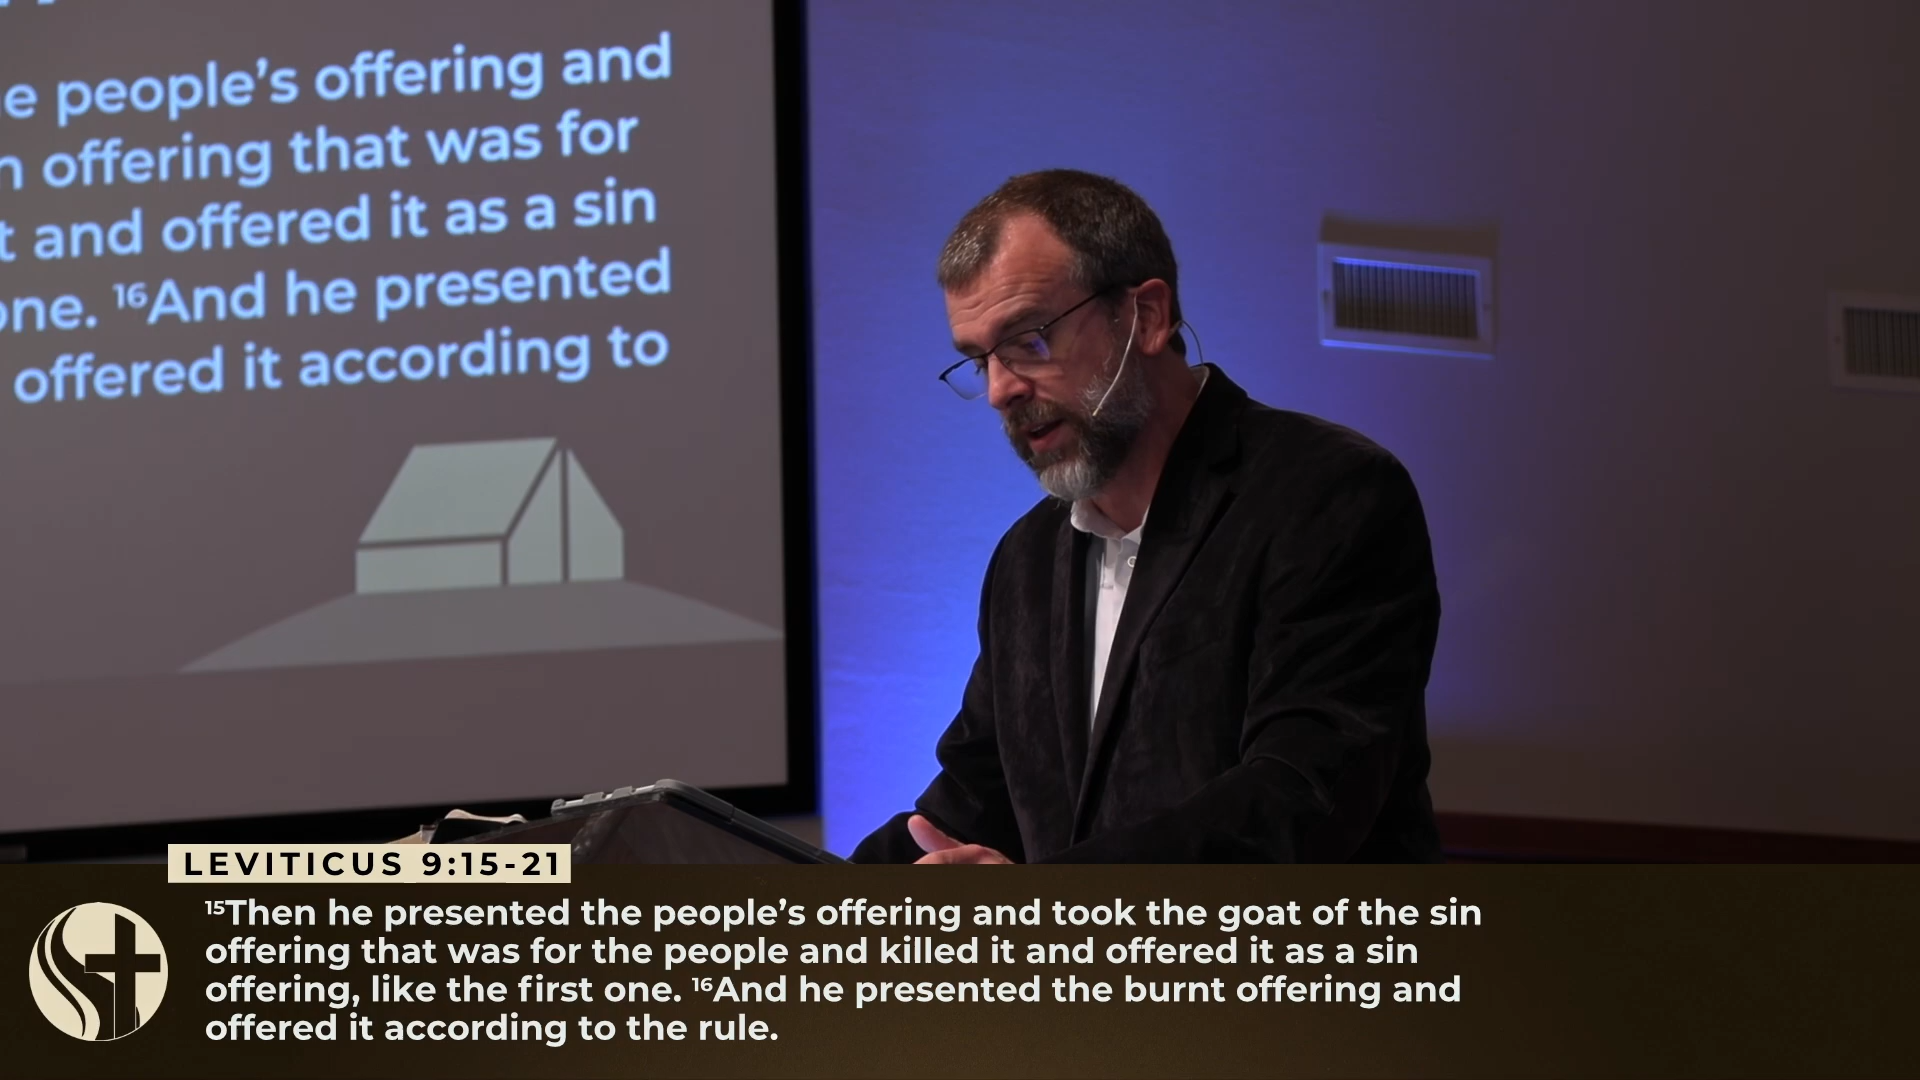 e people's offering and
n offering that was for
t and offered it as a sin
one. ¹⁶And he presented
offered it according to
LEVITICUS 9:15-21
¹⁵Then he presented the people's offering and took the goat of the sin
offering that was for the people and killed it and offered it as a sin
offering, like the first one. ¹⁶And he presented the burnt offering and
offered it according to the rule.